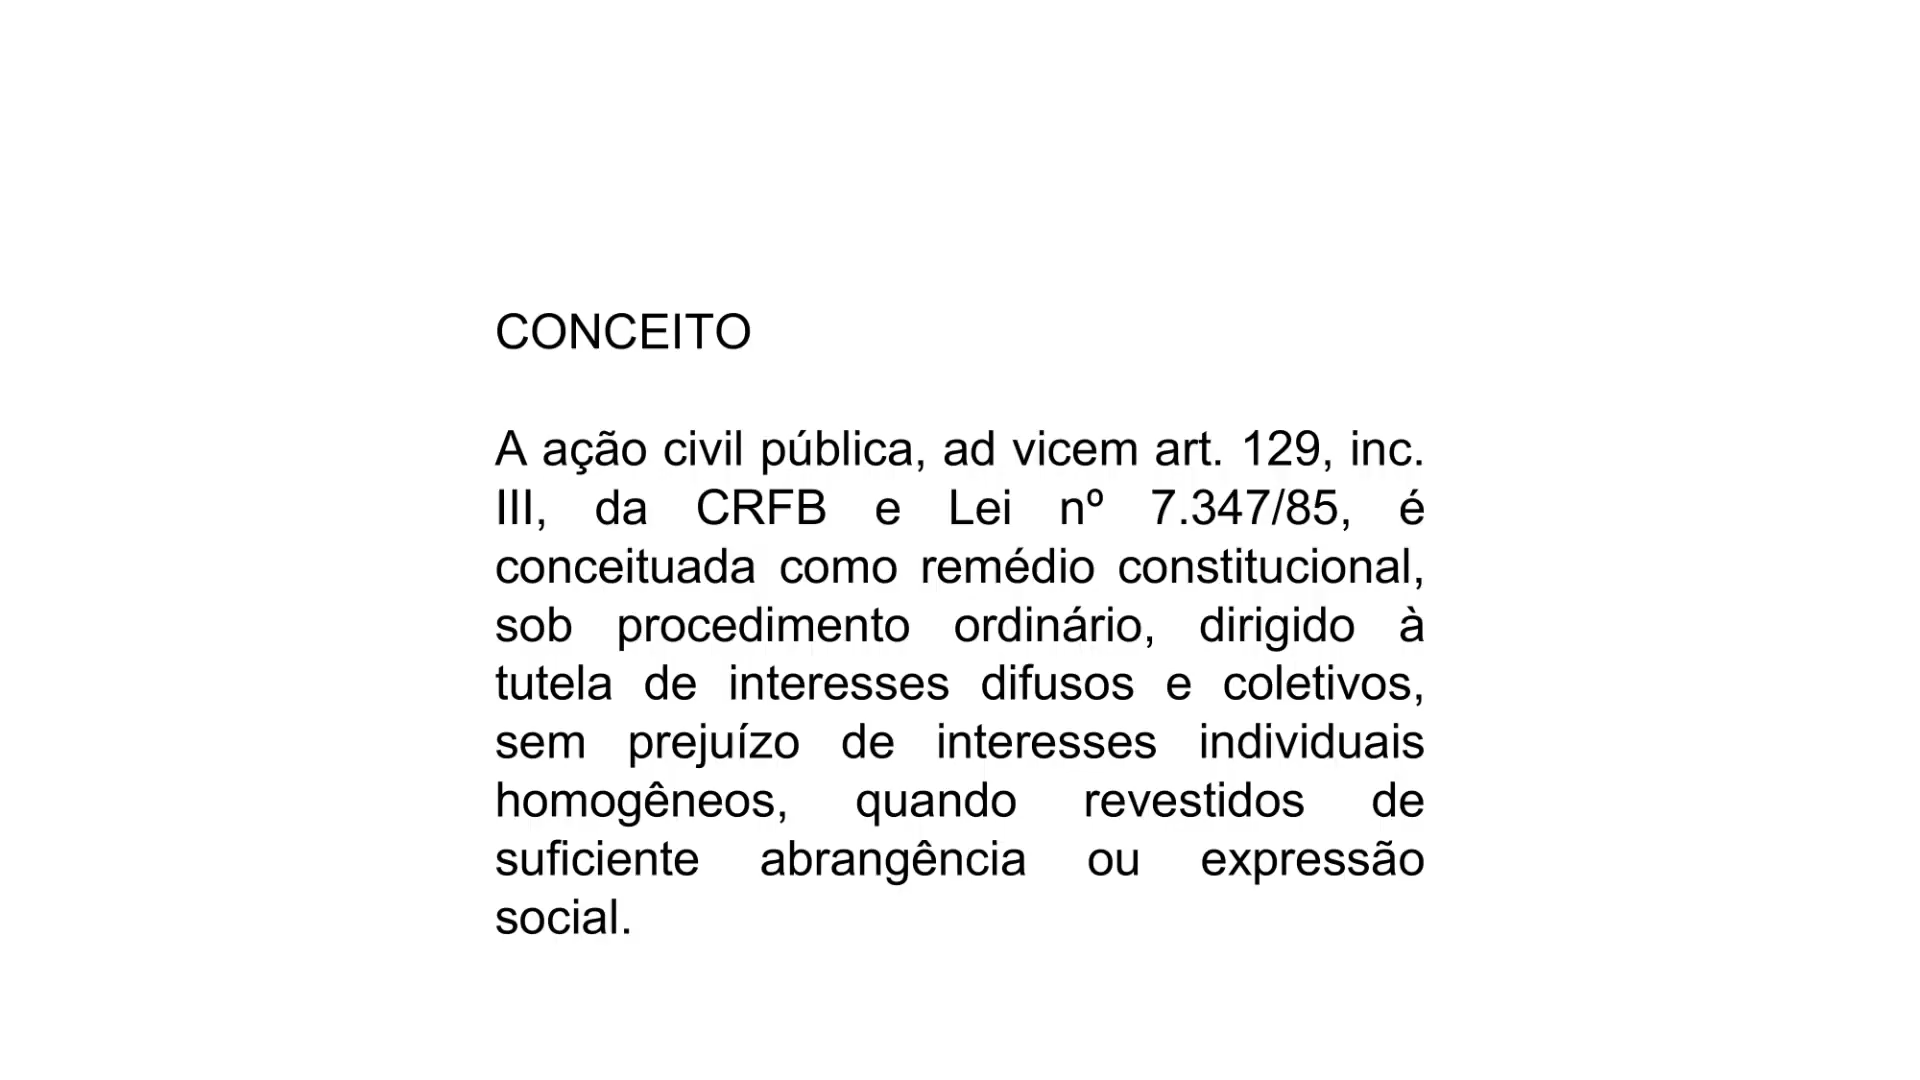 CONCEITO
A ação civil pública, ad vicem art. 129, inc.
III, da CRFB e Lei nº 7.347/85, é
conceituada como remédio constitucional,
sob procedimento ordinário, dirigido à
tutela de interesses difusos e coletivos,
sem prejuízo de interesses individuais
homogêneos, quando revestidos de
suficiente abrangência ou expressão
social.